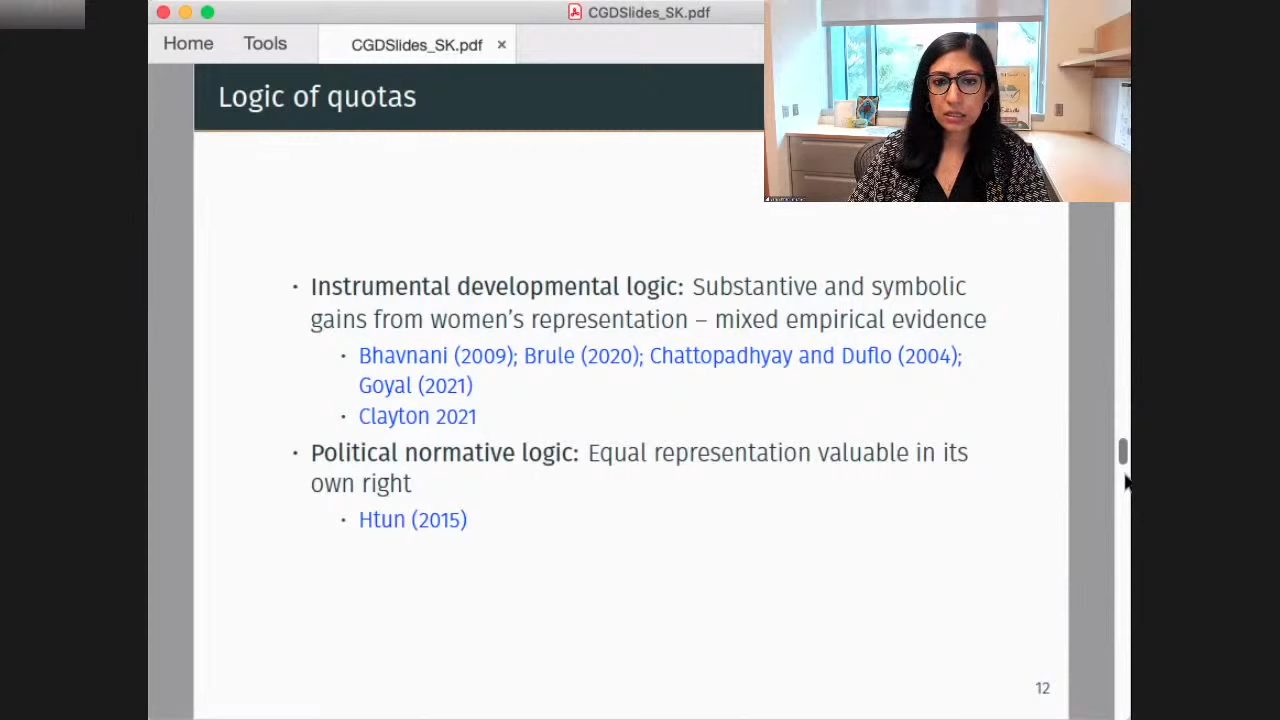 CGDSlides_SK.pdf
Home Tools CGDSlides_SK.pdf ×
Logic of quotas
• Instrumental developmental logic: Substantive and symbolic
gains from women's representation – mixed empirical evidence
• Bhavnani (2009); Brule (2020); Chattopadhyay and Duflo (2004);
Goyal (2021)
• Clayton 2021
• Political normative logic: Equal representation valuable in its
own right
• Htun (2015)
12